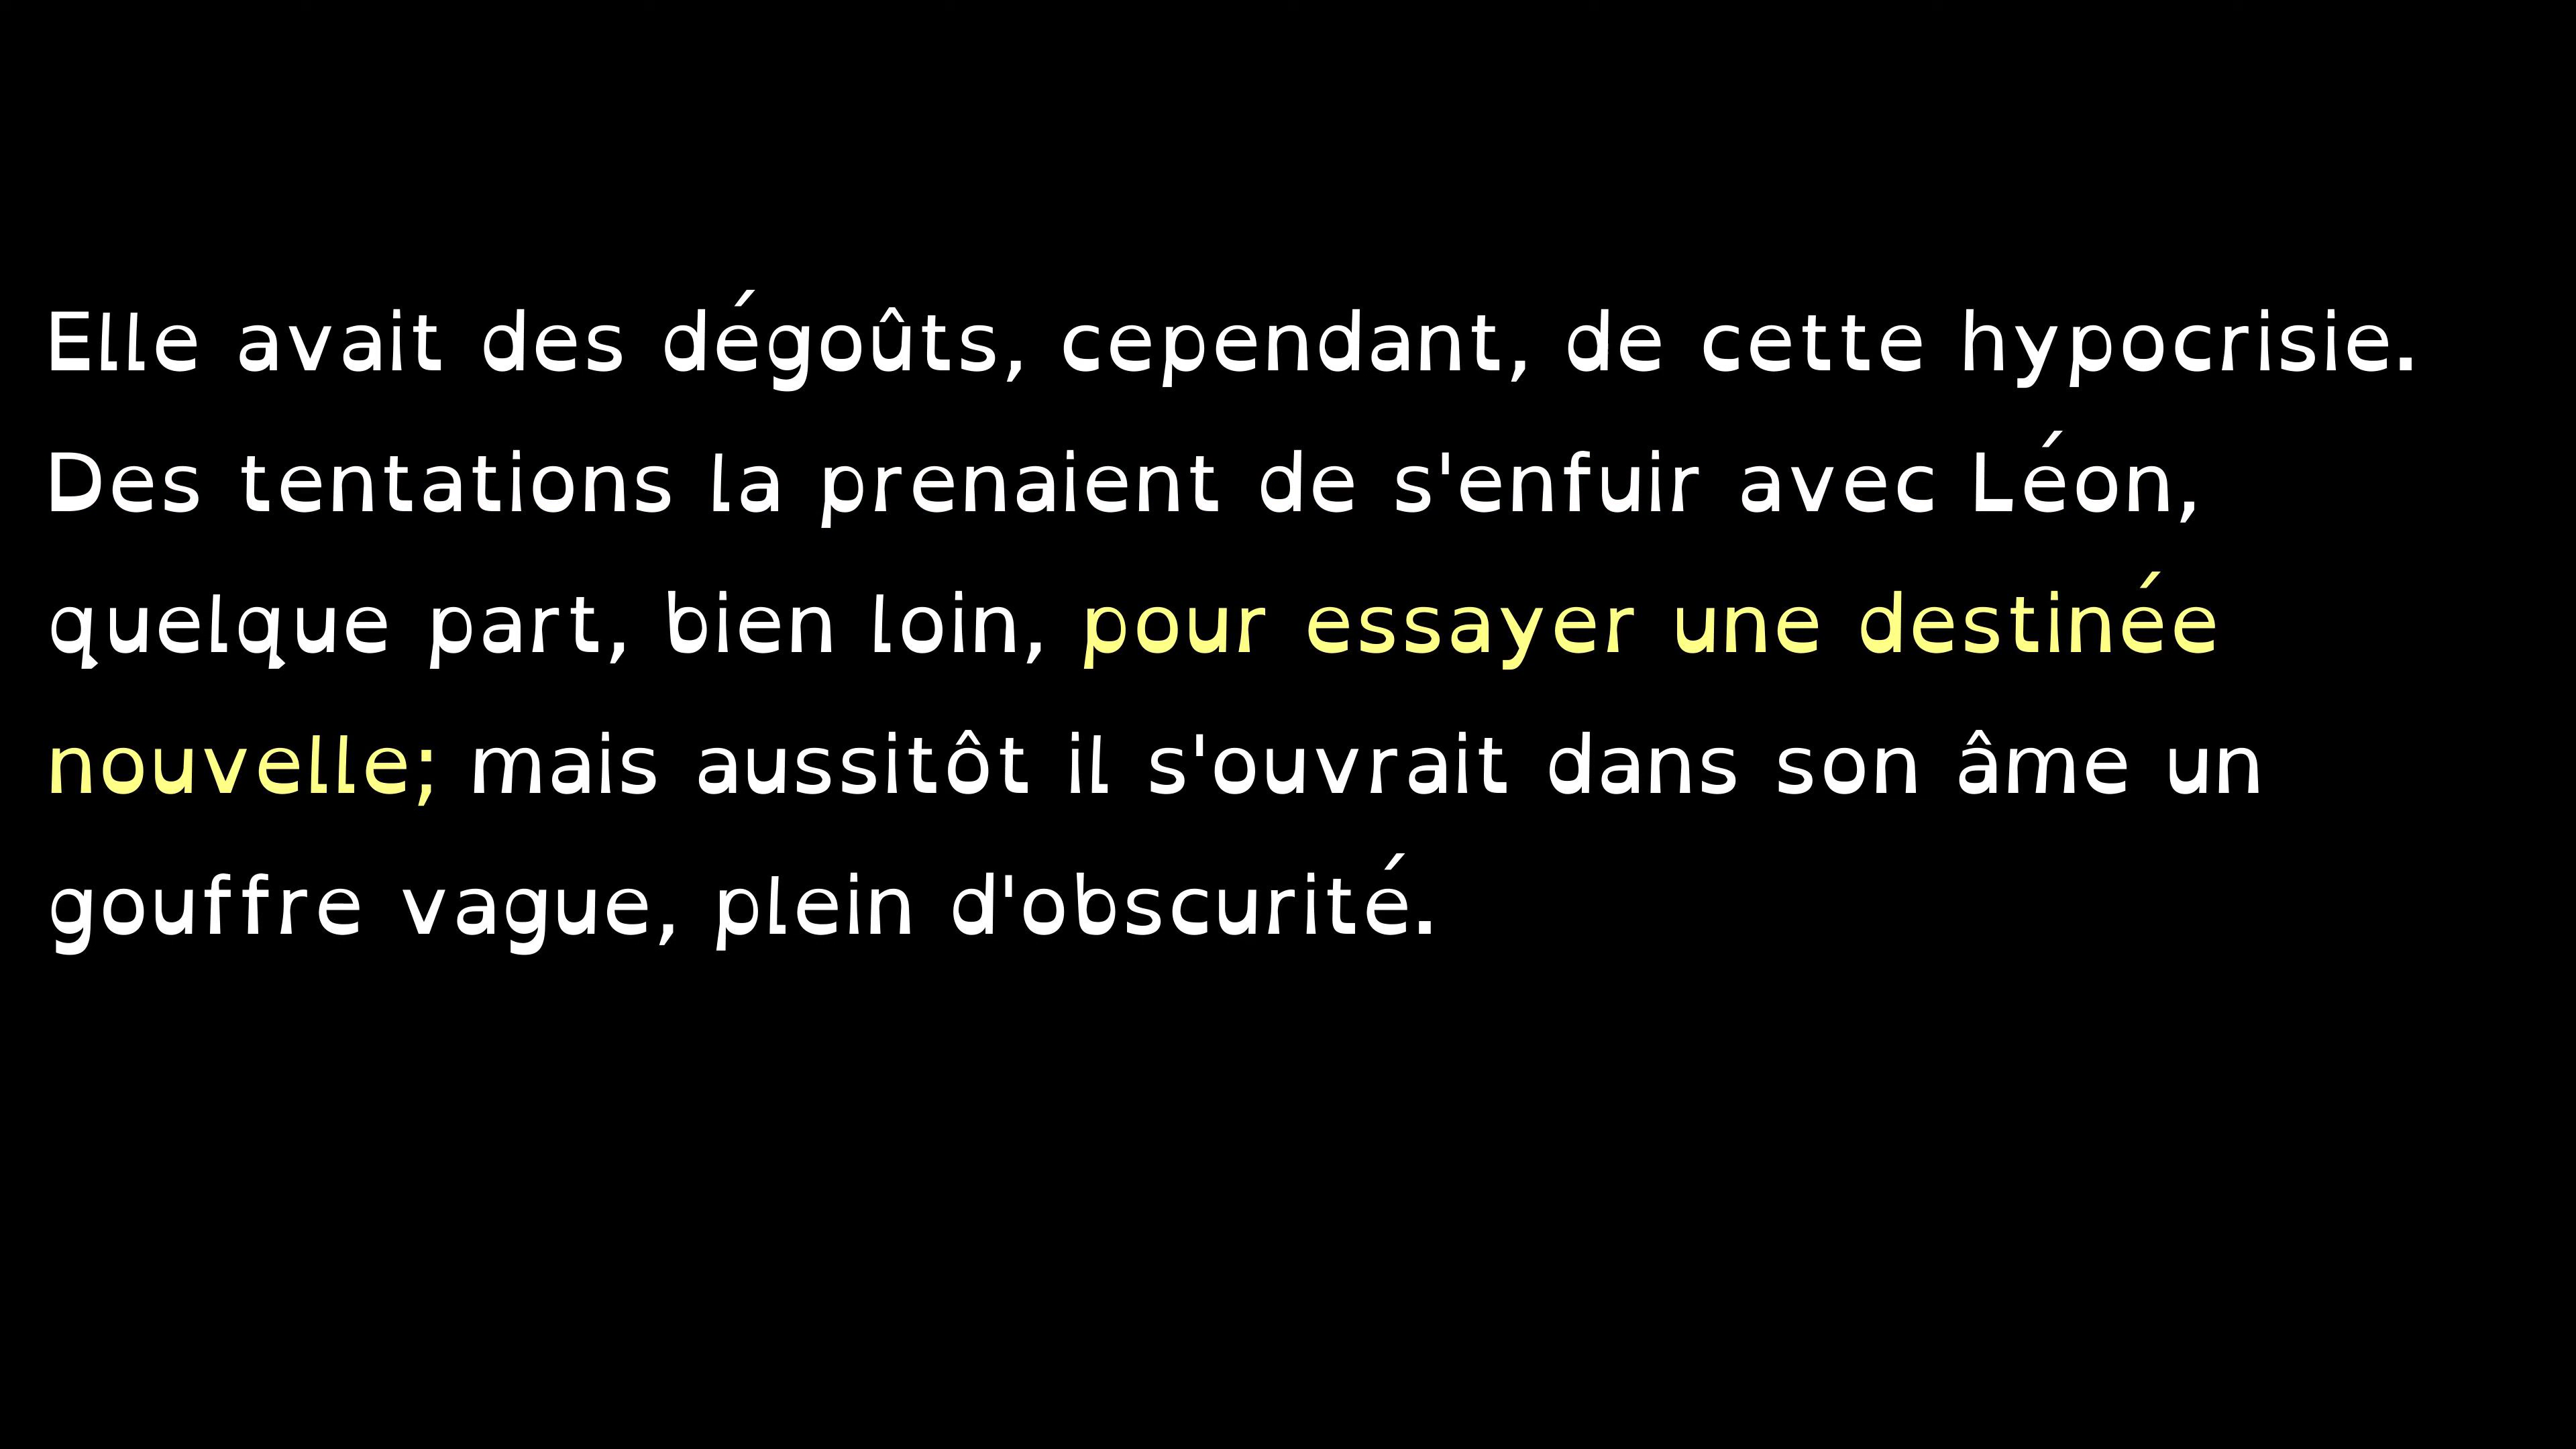 Elle avait des dégoûts, cependant, de cette hypocrisie.
Des tentations la prenaient de s'enfuir avec Léon,
quelque part, bien loin, pour essayer une destinée
nouvelle; mais aussitôt il s'ouvrait dans son âme un
gouffre vague, plein d'obscurité.